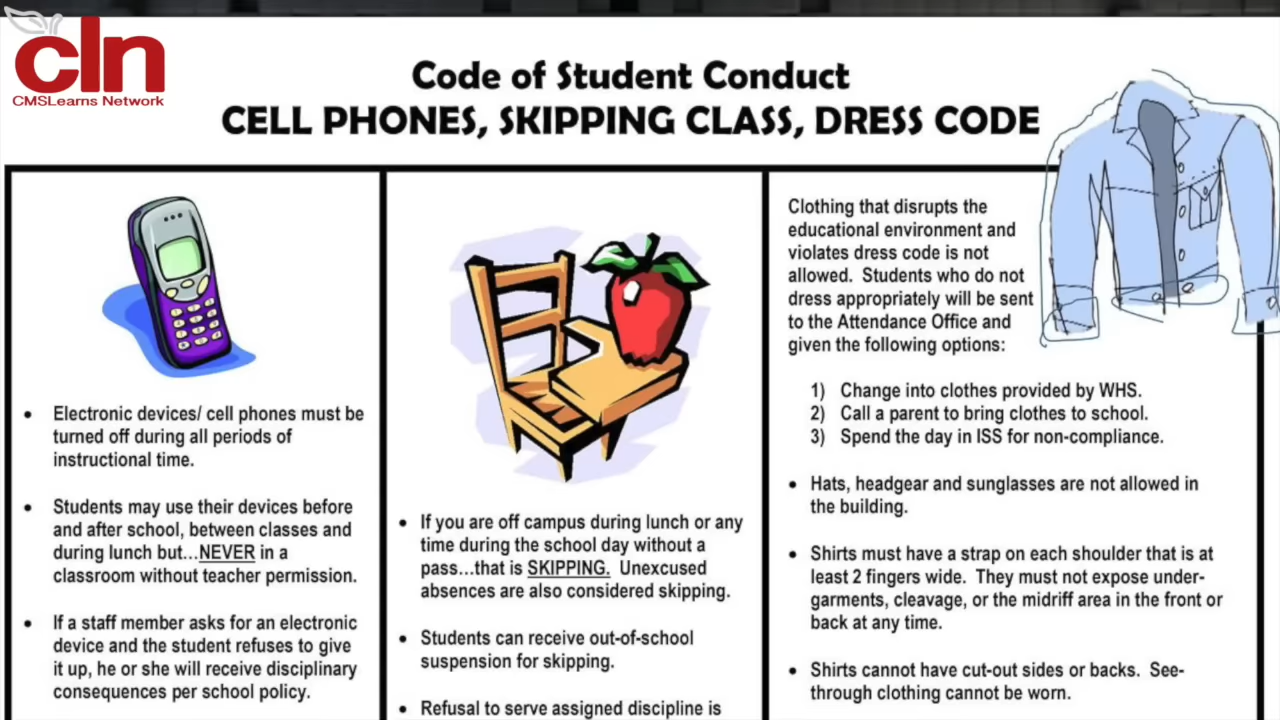 cln
CMSLearns Network
Code of Student Conduct
CELL PHONES, SKIPPING CLASS, DRESS CODE
• Electronic devices/ cell phones must be
turned off during all periods of
instructional time.
• Students may use their devices before
and after school, between classes and
during lunch but...NEVER in a
classroom without teacher permission.
• If a staff member asks for an electronic
device and the student refuses to give
it up, he or she will receive disciplinary
consequences per school policy.
• If you are off campus during lunch or any
time during the school day without a
pass...that is SKIPPING. Unexcused
absences are also considered skipping.
• Students can receive out-of-school
suspension for skipping.
• Refusal to serve assigned discipline is
Clothing that disrupts the
educational environment and
violates dress code is not
allowed. Students who do not
dress appropriately will be sent
to the Attendance Office and
given the following options:
1) Change into clothes provided by WHS.
2) Call a parent to bring clothes to school.
3) Spend the day in ISS for non-compliance.
• Hats, headgear and sunglasses are not allowed in
the building.
• Shirts must have a strap on each shoulder that is at
least 2 fingers wide. They must not expose under-
garments, cleavage, or the midriff area in the front or
back at any time.
• Shirts cannot have cut-out sides or backs. See-
through clothing cannot be worn.